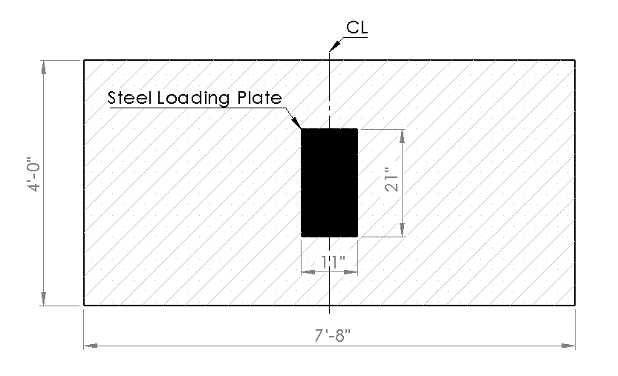 CL
Steel Loading Plate
4'-0"
21"
11"
7'-8"